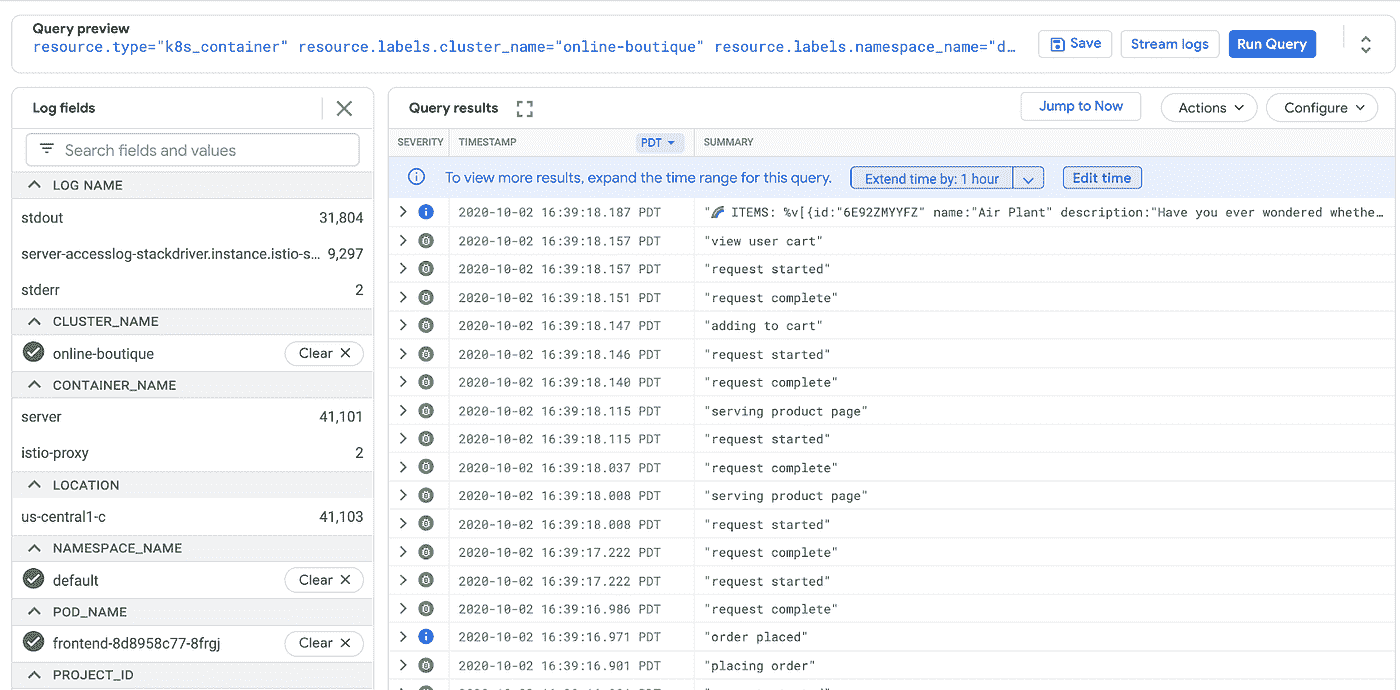 Query preview
resource.type="k8s_container" resource.labels.cluster_name="online-boutique" resource.labels.namespace_name="d…
Save
Stream logs
Run Query
Log fields
Search fields and values
LOG NAME
stdout 31,804
server-accesslog-stackdriver.instance.istio-s… 9,297
stderr 2
CLUSTER_NAME
online-boutique Clear
CONTAINER_NAME
server 41,101
istio-proxy 2
LOCATION
us-central1-c 41,103
NAMESPACE_NAME
default Clear
POD_NAME
frontend-8d8958c77-8frgj Clear
PROJECT_ID
Query results
Jump to Now
Actions
Configure
SEVERITY TIMESTAMP PDT SUMMARY
To view more results, expand the time range for this query. Extend time by: 1 hour Edit time
2020-10-02 16:39:18.187 PDT "🌈 ITEMS: %v[{id:"6E92ZMYYFZ" name:"Air Plant" description:"Have you ever wondered whethe…
2020-10-02 16:39:18.157 PDT "view user cart"
2020-10-02 16:39:18.157 PDT "request started"
2020-10-02 16:39:18.151 PDT "request complete"
2020-10-02 16:39:18.147 PDT "adding to cart"
2020-10-02 16:39:18.146 PDT "request started"
2020-10-02 16:39:18.140 PDT "request complete"
2020-10-02 16:39:18.115 PDT "serving product page"
2020-10-02 16:39:18.115 PDT "request started"
2020-10-02 16:39:18.037 PDT "request complete"
2020-10-02 16:39:18.008 PDT "serving product page"
2020-10-02 16:39:18.008 PDT "request started"
2020-10-02 16:39:17.222 PDT "request complete"
2020-10-02 16:39:17.222 PDT "request started"
2020-10-02 16:39:16.986 PDT "request complete"
2020-10-02 16:39:16.971 PDT "order placed"
2020-10-02 16:39:16.901 PDT "placing order"